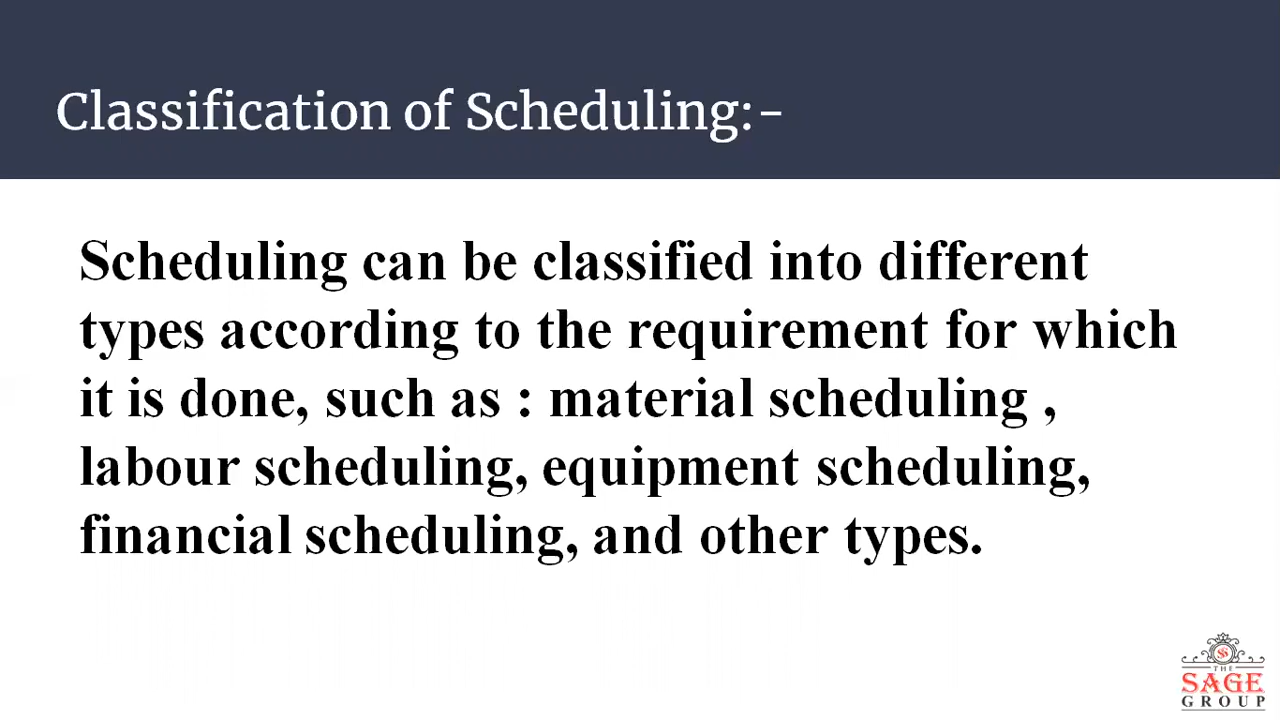 Classification of Scheduling:-
Scheduling can be classified into different
types according to the requirement for which
it is done, such as : material scheduling ,
labour scheduling, equipment scheduling,
financial scheduling, and other types.
THE
SAGE
GROUP